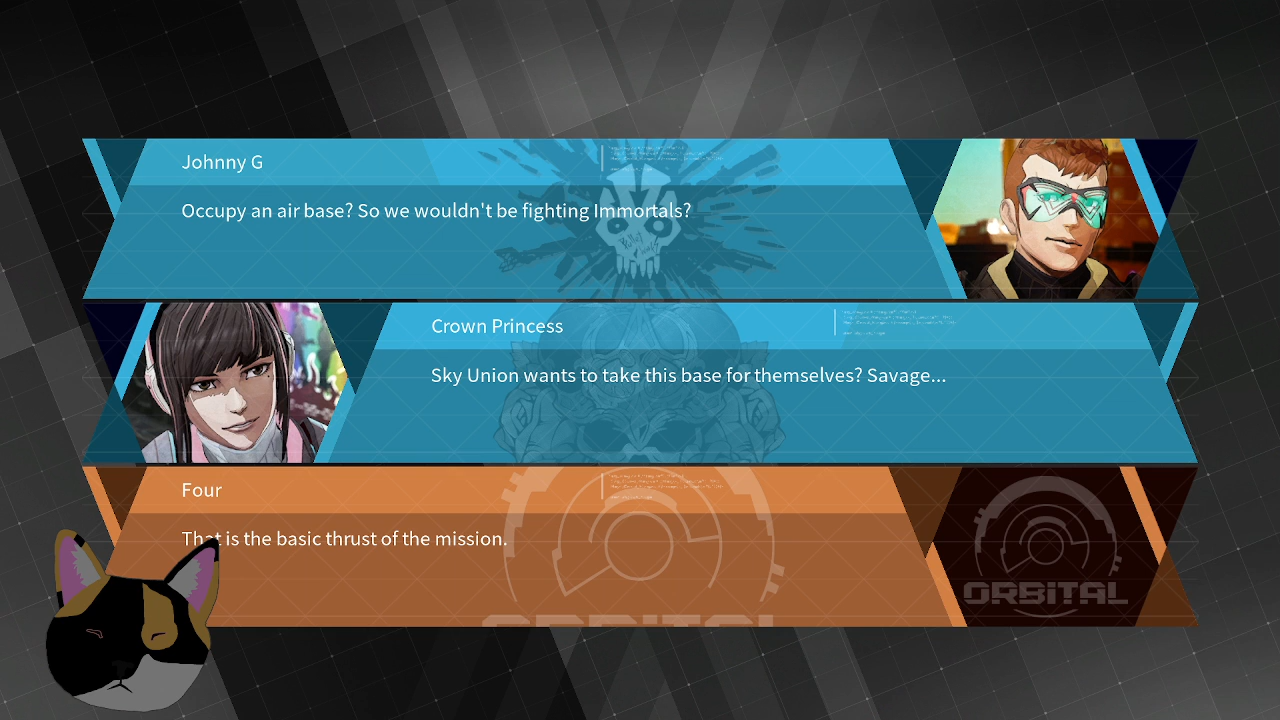 Johnny G
Occupy an air base? So we wouldn't be fighting Immortals?
Crown Princess
Sky Union wants to take this base for themselves? Savage...
Four
That is the basic thrust of the mission.
ORBITAL
ORBITAL